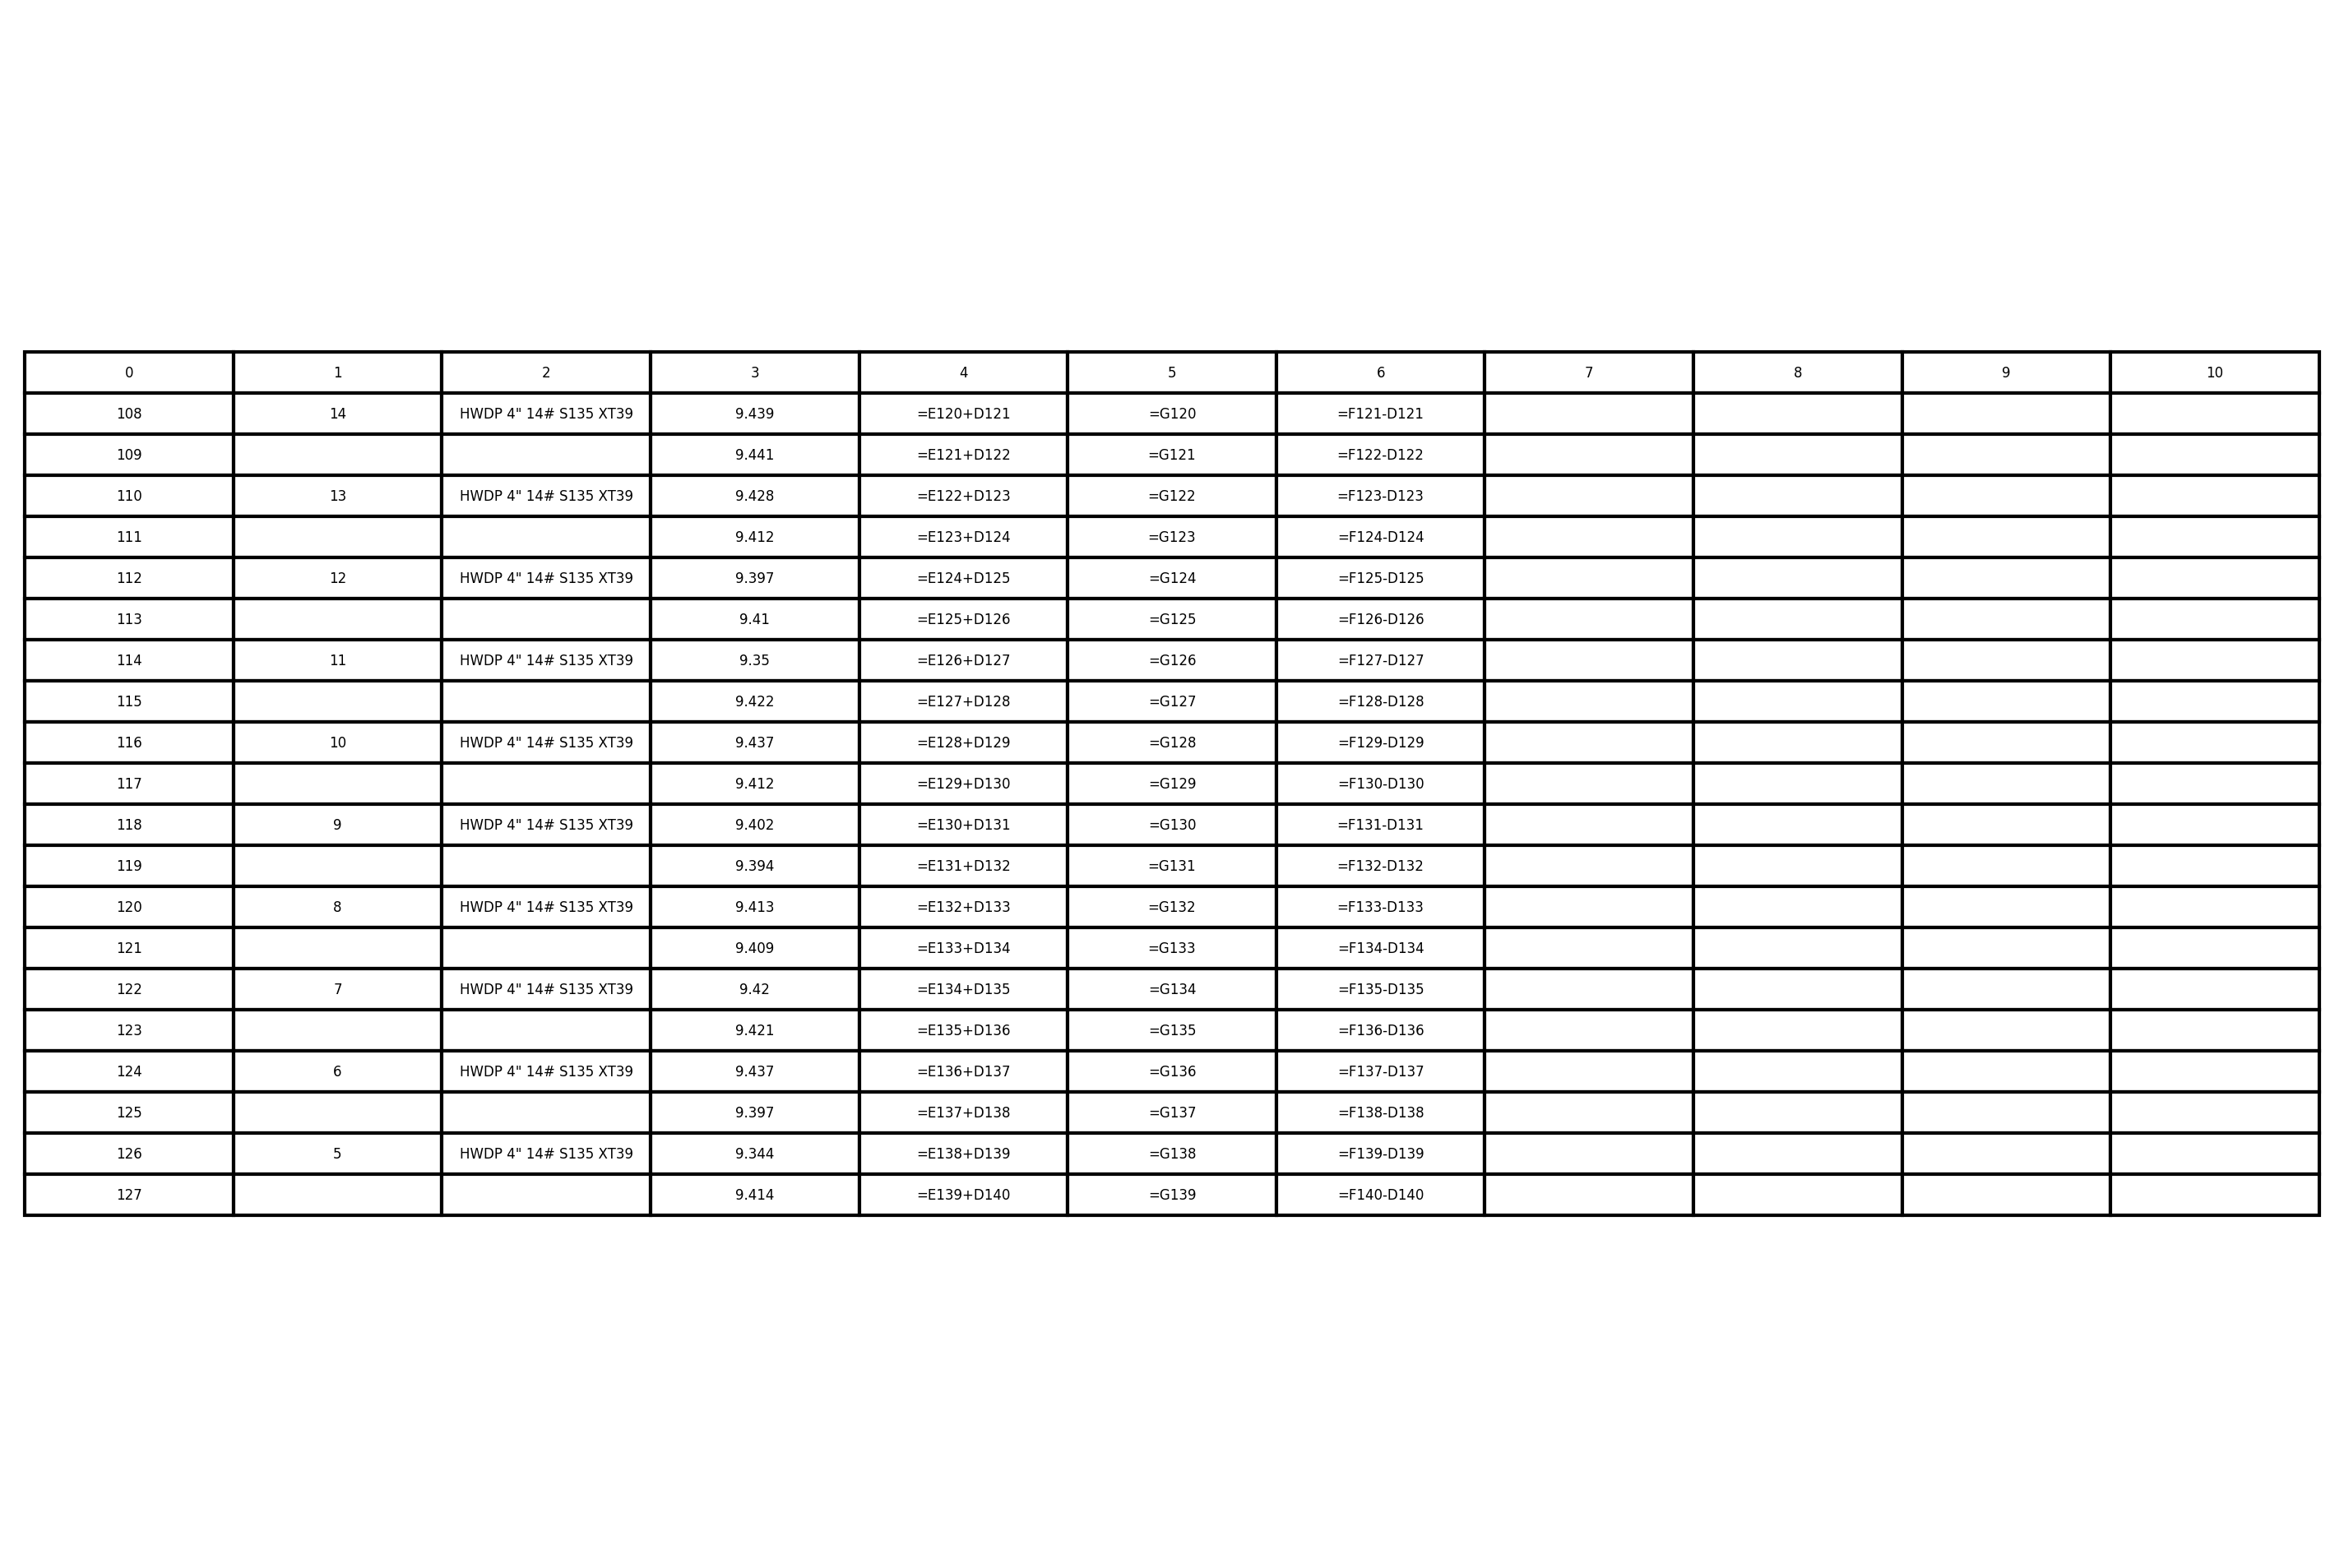 0 1 2 3 4 5 6 7 8 9 10
108 14 HWDP 4" 14# S135 XT39 9.439 =E120+D121 =G120 =F121-D121
109 9.441 =E121+D122 =G121 =F122-D122
110 13 HWDP 4" 14# S135 XT39 9.428 =E122+D123 =G122 =F123-D123
111 9.412 =E123+D124 =G123 =F124-D124
112 12 HWDP 4" 14# S135 XT39 9.397 =E124+D125 =G124 =F125-D125
113 9.41 =E125+D126 =G125 =F126-D126
114 11 HWDP 4" 14# S135 XT39 9.35 =E126+D127 =G126 =F127-D127
115 9.422 =E127+D128 =G127 =F128-D128
116 10 HWDP 4" 14# S135 XT39 9.437 =E128+D129 =G128 =F129-D129
117 9.412 =E129+D130 =G129 =F130-D130
118 9 HWDP 4" 14# S135 XT39 9.402 =E130+D131 =G130 =F131-D131
119 9.394 =E131+D132 =G131 =F132-D132
120 8 HWDP 4" 14# S135 XT39 9.413 =E132+D133 =G132 =F133-D133
121 9.409 =E133+D134 =G133 =F134-D134
122 7 HWDP 4" 14# S135 XT39 9.42 =E134+D135 =G134 =F135-D135
123 9.421 =E135+D136 =G135 =F136-D136
124 6 HWDP 4" 14# S135 XT39 9.437 =E136+D137 =G136 =F137-D137
125 9.397 =E137+D138 =G137 =F138-D138
126 5 HWDP 4" 14# S135 XT39 9.344 =E138+D139 =G138 =F139-D139
127 9.414 =E139+D140 =G139 =F140-D140